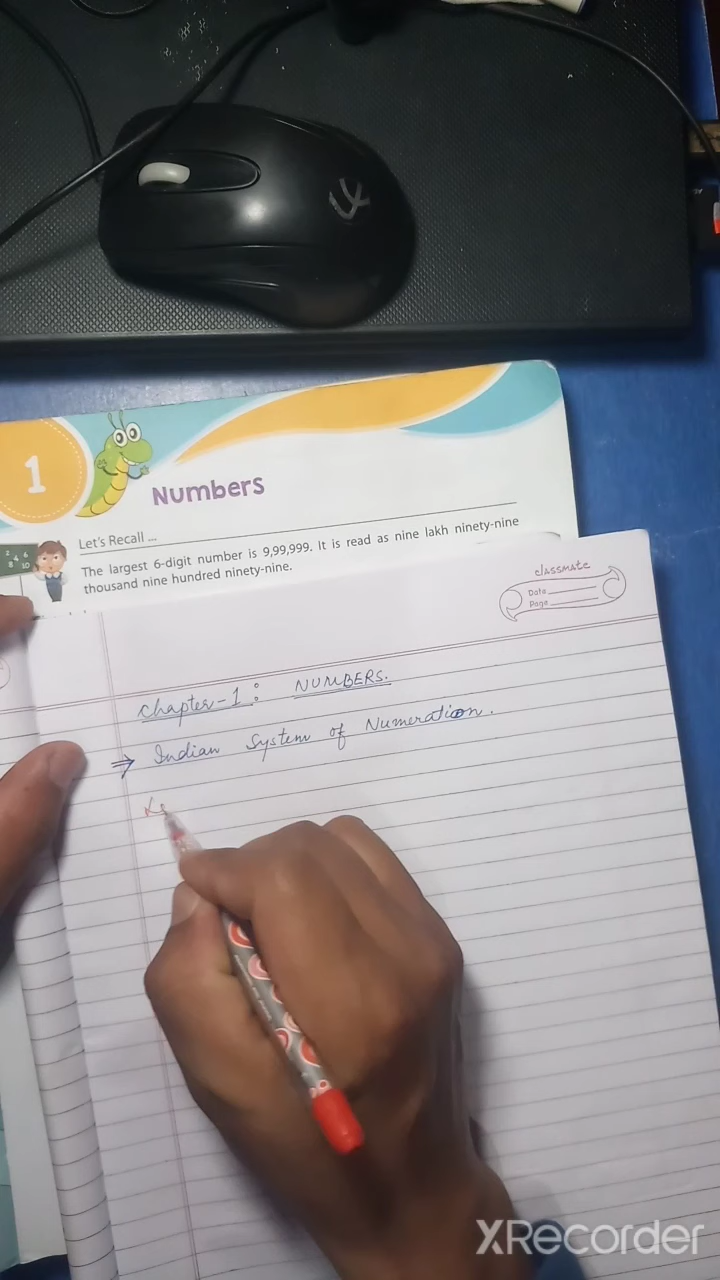 1
Numbers
Let's Recall ...
The largest 6-digit number is 9,99,999. It is read as nine lakh ninety-nine
thousand nine hundred ninety-nine.
classmate
Date
Page
Chapter-1: NUMBERS.
⇒ Indian System of Numeration.
XRecorder